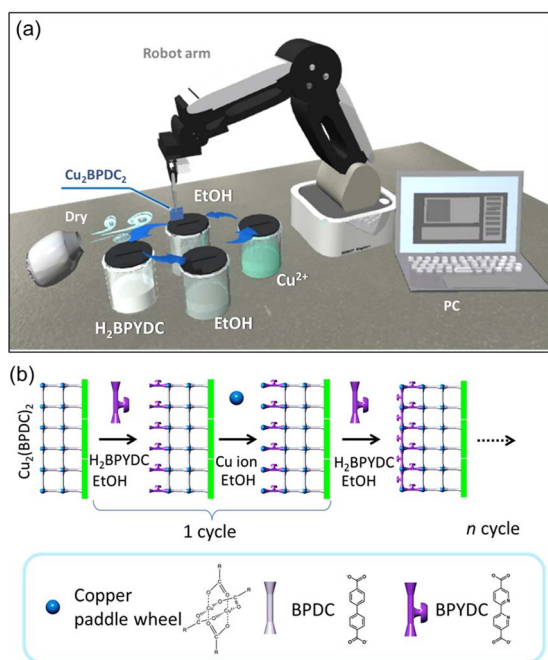 (a)
Robot arm
Cu₂BPDC₂
EtOH
Dry
Cu²⁺
H₂BPYDC
EtOH
PC
(b)
Cu₂(BPDC)₂
H₂BPYDC
EtOH
Cu ion
EtOH
H₂BPYDC
EtOH
1 cycle
n cycle
Copper
paddle wheel
BPDC
BPYDC